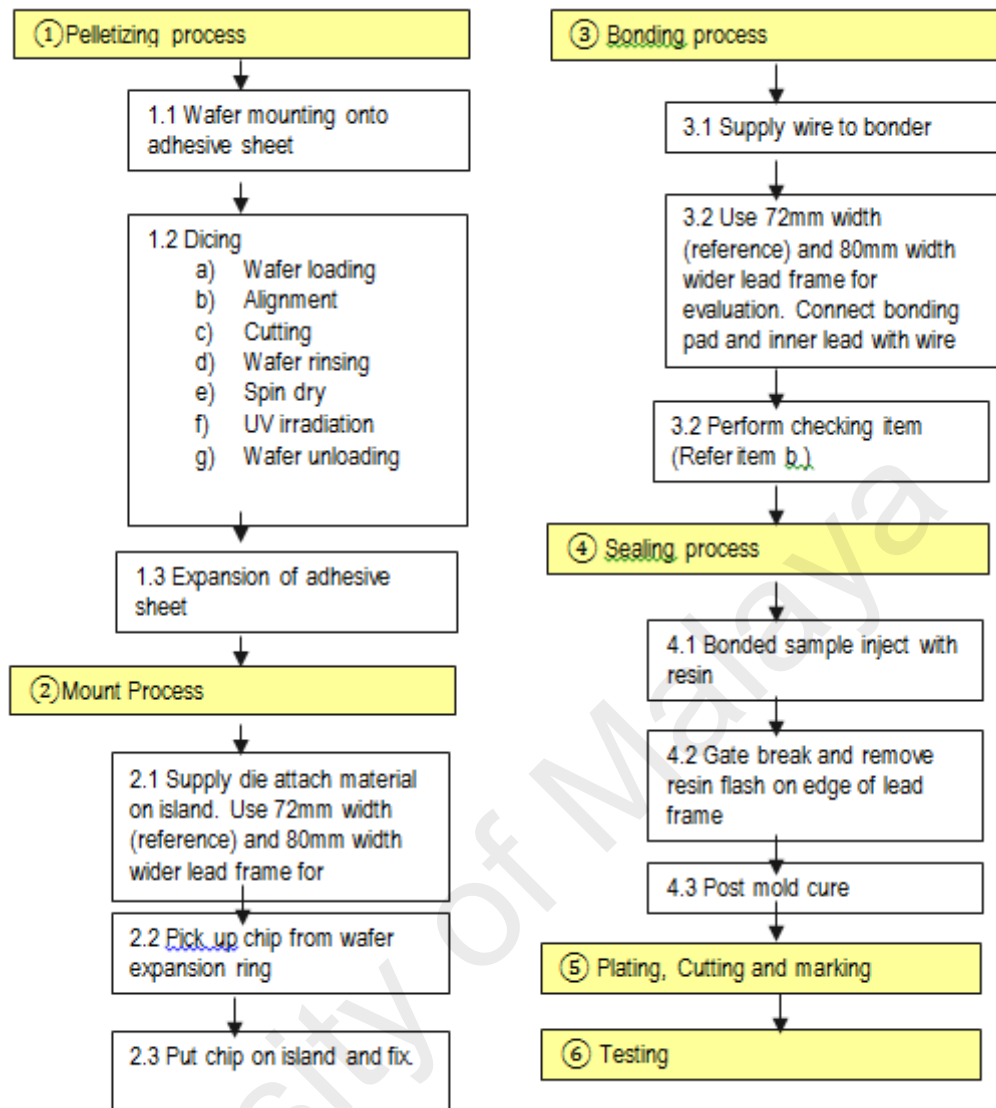 ①Pelletizing process
1.1 Wafer mounting onto
adhesive sheet
1.2 Dicing
a) Wafer loading
b) Alignment
c) Cutting
d) Wafer rinsing
e) Spin dry
f) UV irradiation
g) Wafer unloading
1.3 Expansion of adhesive
sheet
②Mount Process
2.1 Supply die attach material
on island. Use 72mm width
(reference) and 80mm width
wider lead frame for
2.2 Pick up chip from wafer
expansion ring
2.3 Put chip on island and fix.
③ Bonding process
3.1 Supply wire to bonder
3.2 Use 72mm width
(reference) and 80mm width
wider lead frame for
evaluation. Connect bonding
pad and inner lead with wire
3.2 Perform checking item
(Refer item b.)
④ Sealing process
4.1 Bonded sample inject with
resin
4.2 Gate break and remove
resin flash on edge of lead
frame
4.3 Post mold cure
⑤ Plating, Cutting and marking
⑥ Testing
sity of Malaya